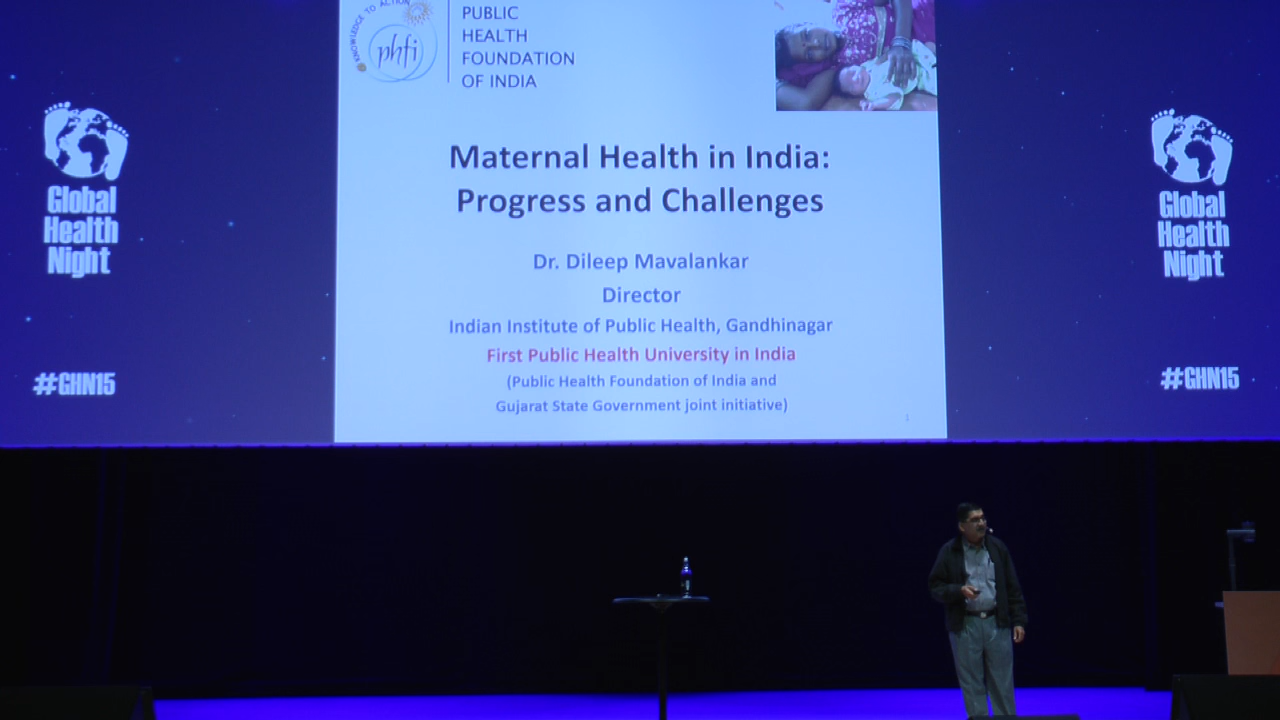 KNOWLEDGE TO ACTION
phfi
PUBLIC
HEALTH
FOUNDATION
OF INDIA
Maternal Health in India:
Progress and Challenges
Dr. Dileep Mavalankar
Director
Indian Institute of Public Health, Gandhinagar
First Public Health University in India
(Public Health Foundation of India and
Gujarat State Government joint initiative)
1
Global
Health
Night
#GHN15
Global
Health
Night
#GHN15